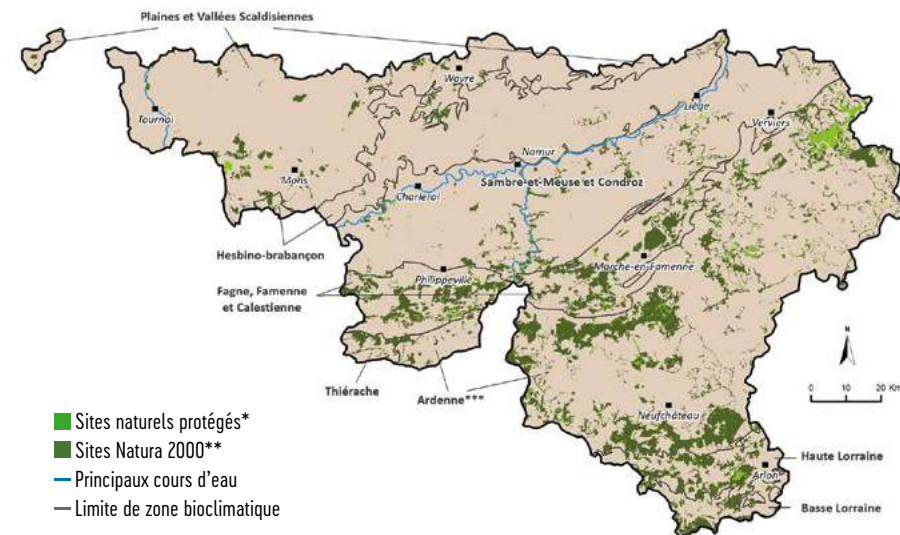 Plaines et Vallées Scaldisiennes
Wavre
Tournai
Liège
Verviers
Namur
Mons
Charleroi
Sambre-et-Meuse et Condroz
Hesbino-brabançon
Philippeville
Marche-en-Famenne
Fagne, Famenne
et Calestienne
N
Thiérache
Ardenne***
0 10 20 Km
Neufchâteau
Sites naturels protégés*
Sites Natura 2000**
Principaux cours d'eau
Limite de zone bioclimatique
Haute Lorraine
Arlon
Basse Lorraine